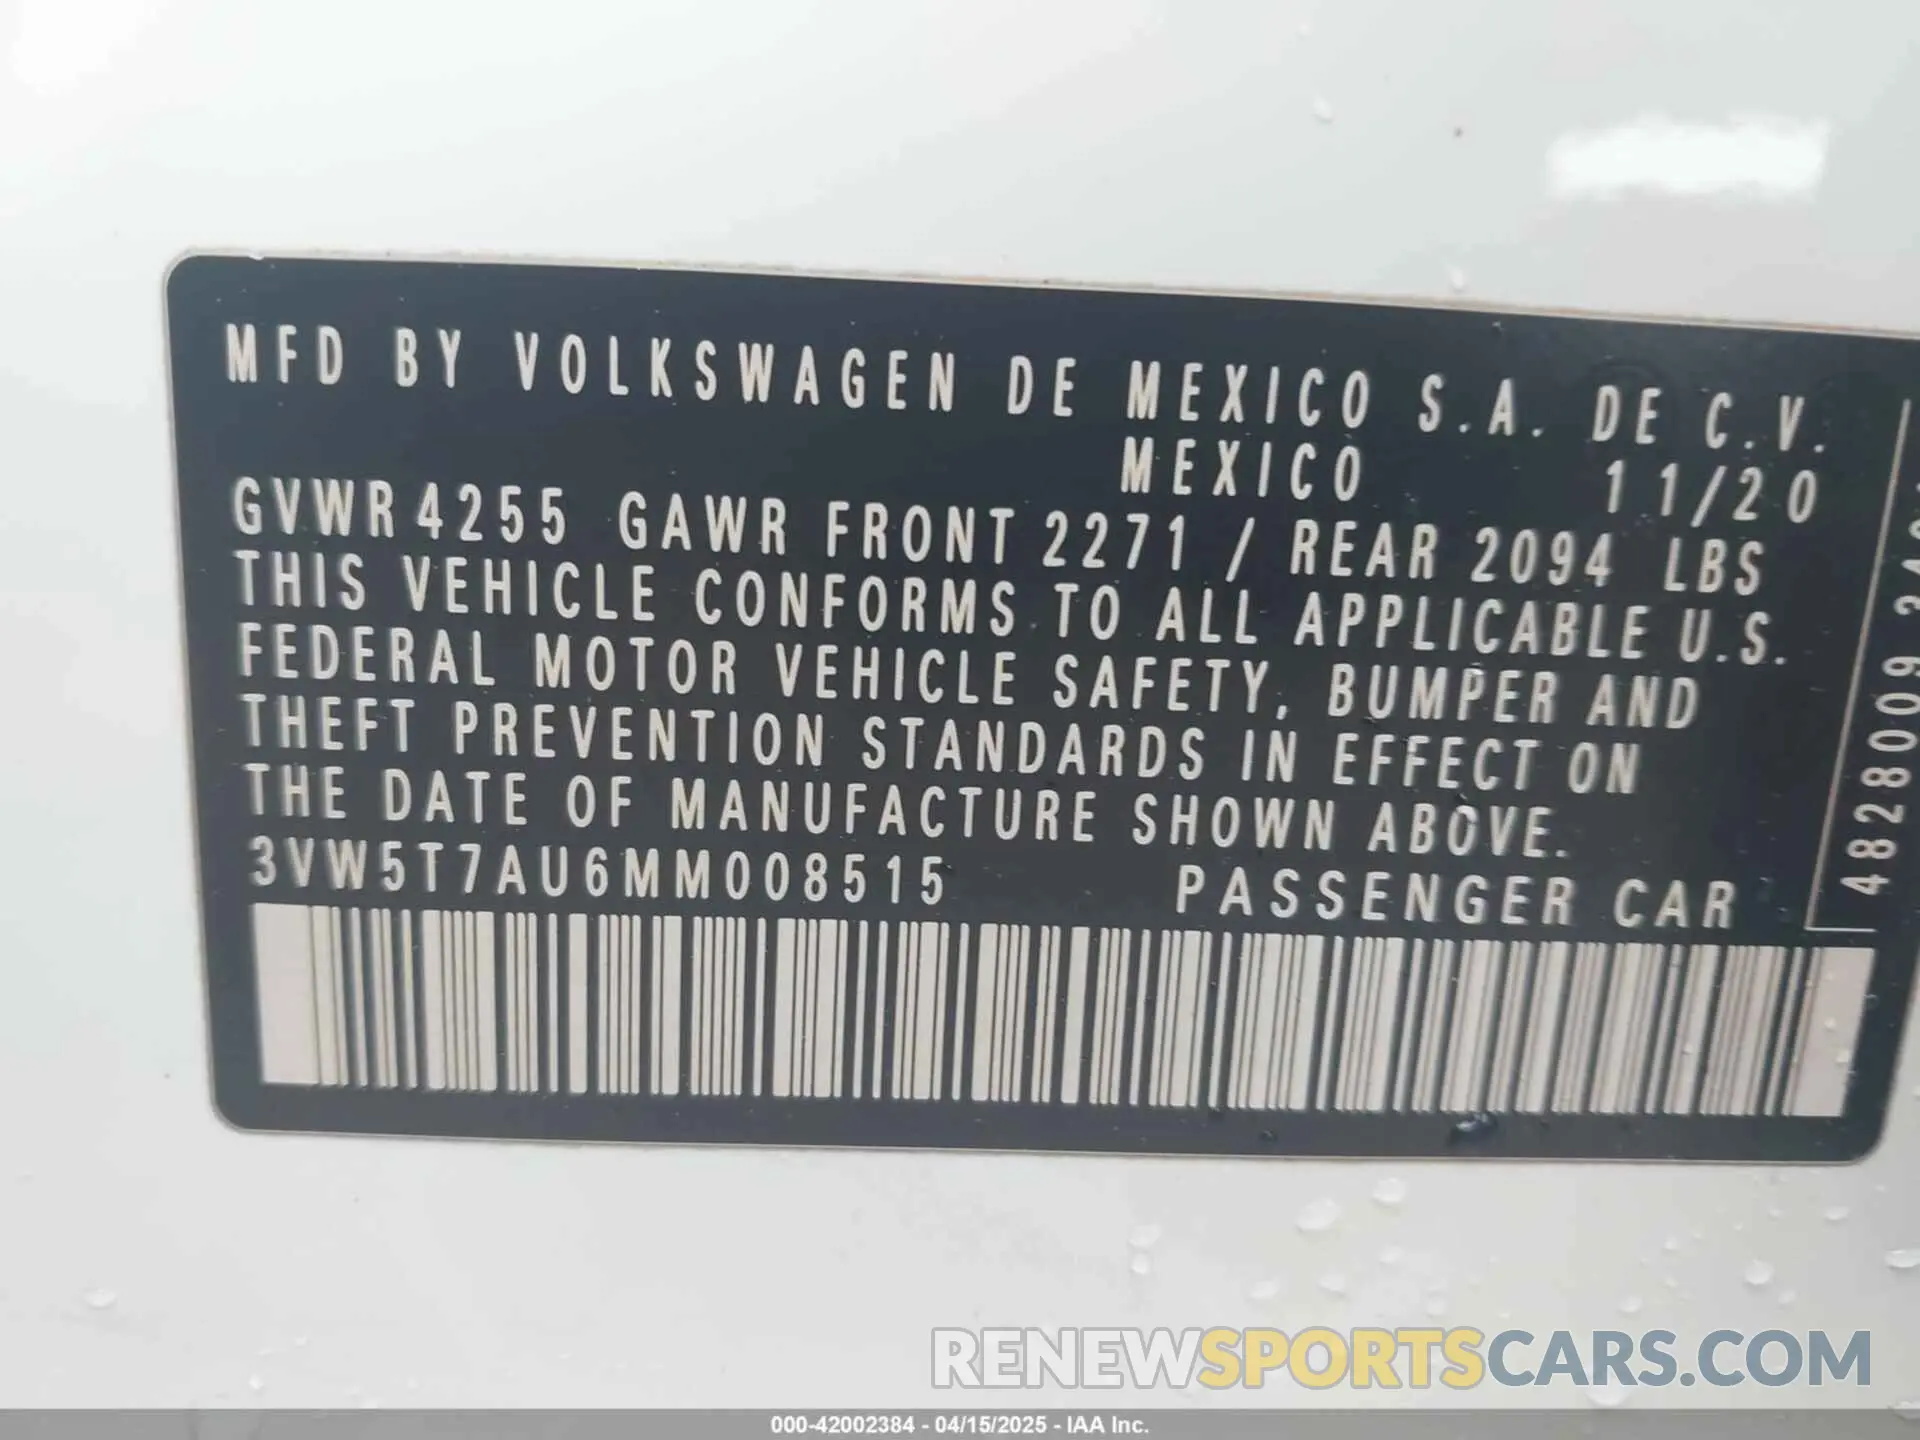 MFD BY VOLKSWAGEN DE MEXICO S.A. DE C.V.
MEXICO 11/20
GVWR 4255 GAWR FRONT 2271 / REAR 2094 LBS
THIS VEHICLE CONFORMS TO ALL APPLICABLE U.S.
FEDERAL MOTOR VEHICLE SAFETY, BUMPER AND
THEFT PREVENTION STANDARDS IN EFFECT ON
THE DATE OF MANUFACTURE SHOWN ABOVE.
3VW5T7AU6MM008515 PASSENGER CAR
4828009
RENEWSPORTSCARS.COM
000-42002384 - 04/15/2025 - IAA Inc.